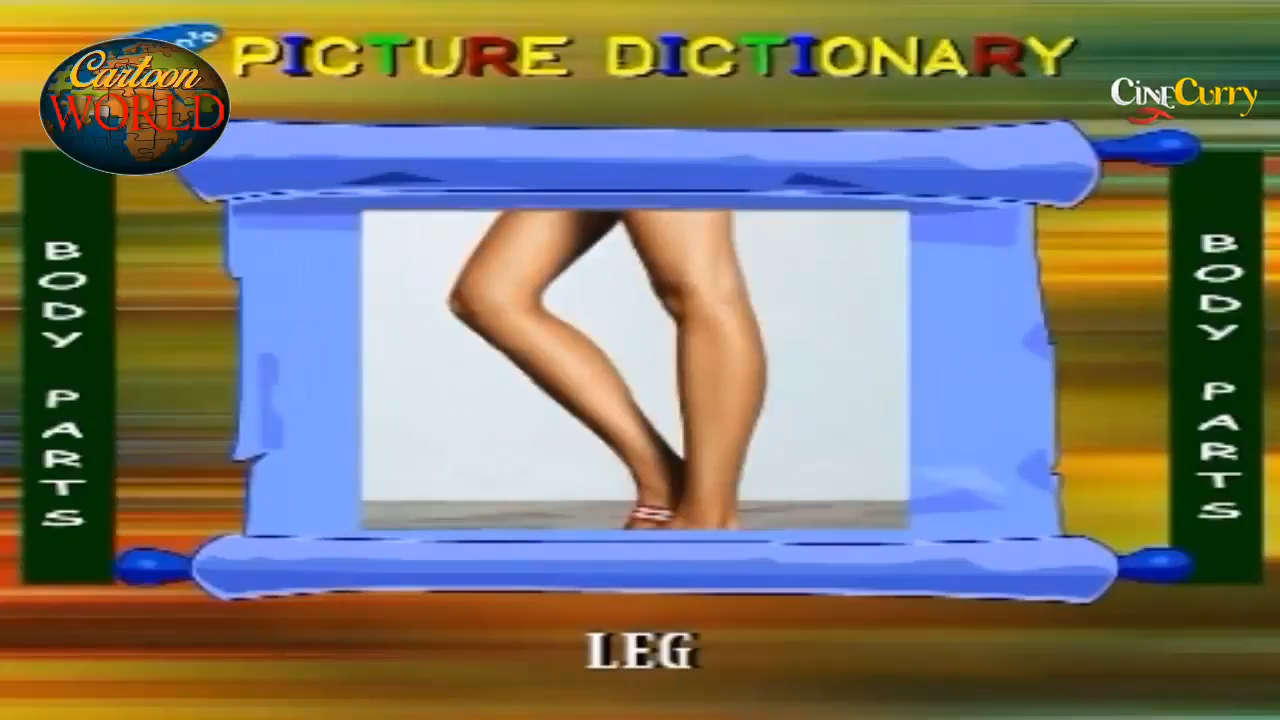 PICTURE DICTIONARY
Cartoon
WORLD
CINECURRY
BODY PARTS
BODY PARTS
LEG